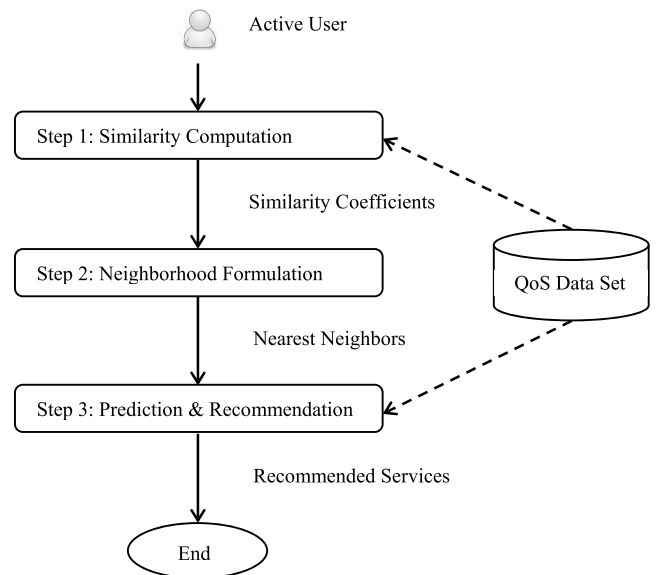 Active User
Step 1: Similarity Computation
Similarity Coefficients
Step 2: Neighborhood Formulation
QoS Data Set
Nearest Neighbors
Step 3: Prediction & Recommendation
Recommended Services
End